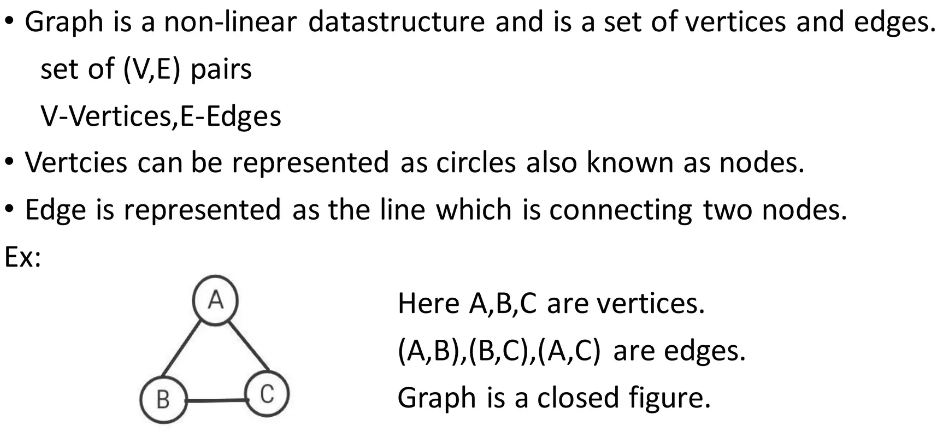 • Graph is a non-linear datastructure and is a set of vertices and edges.
set of (V,E) pairs
V-Vertices,E-Edges
• Vertcies can be represented as circles also known as nodes.
• Edge is represented as the line which is connecting two nodes.
Ex:
A
B
C
Here A,B,C are vertices.
(A,B),(B,C),(A,C) are edges.
Graph is a closed figure.